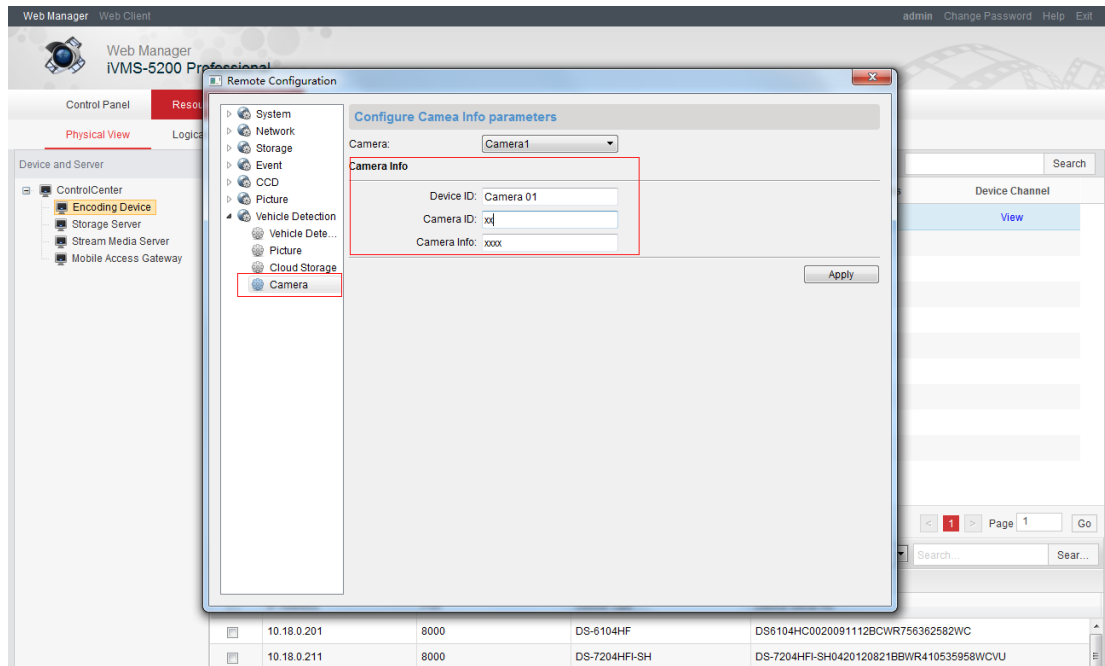 Web Manager Web Client admin Change Password Help Exit
Web Manager
iVMS-5200 Professional
Remote Configuration
Control Panel Resou
Physical View Logica
Device and Server
ControlCenter
Encoding Device
Storage Server
Stream Media Server
Mobile Access Gateway
System
Network
Storage
Event
CCD
Picture
Vehicle Detection
Vehicle Dete...
Picture
Cloud Storage
Camera
Configure Camea Info parameters
Camera: Camera1
Camera Info
Device ID: Camera 01
Camera ID: xx
Camera Info: xxxx
Apply
Search
s Device Channel
View
< 1 > Page 1 Go
Search... Sear...
10.18.0.201 8000 DS-6104HF DS6104HC0020091112BCWR756362582WC
10.18.0.211 8000 DS-7204HFI-SH DS-7204HFI-SH0420120821BBWR410535958WCVU